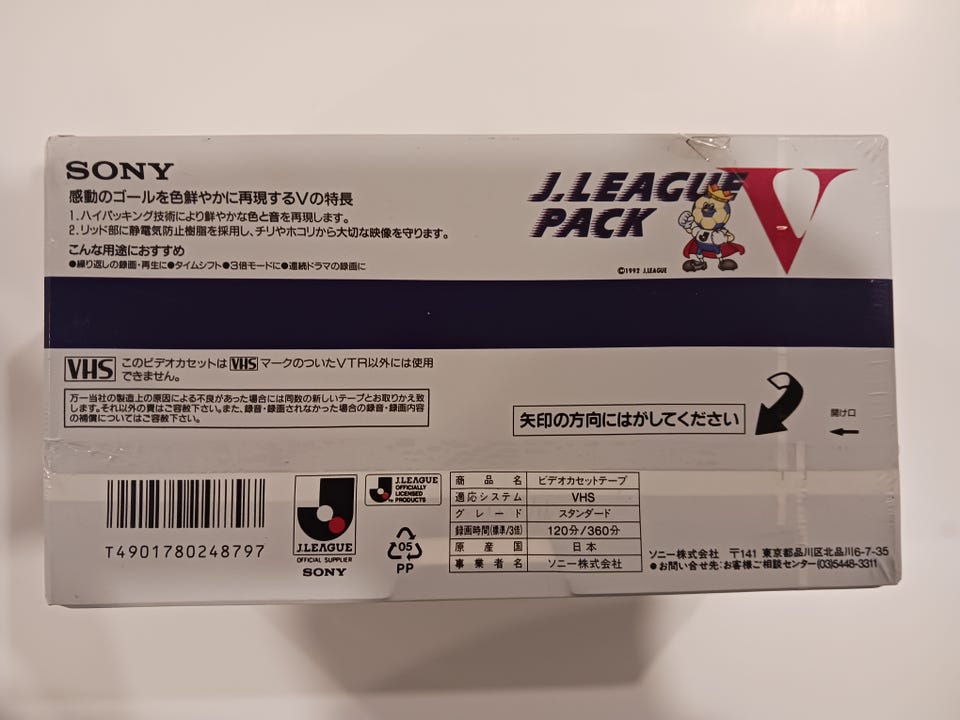 SONY
感動のゴールを色鮮やかに再現するVの特長
1.ハイパッキング技術により鮮やかな色と音を再現します。
2.リッド部に静電気防止樹脂を採用し、チリやホコリから大切な映像を守ります。
こんな用途におすすめ
●繰り返しの録画・再生に●タイムシフト●3倍モードに●連続ドラマの録画に
J.LEAGUE
PACK
V
J
©1992 J.LEAGUE
VHS このビデオカセットは VHS マークのついたVTR以外には使用
できません。
万一当社の製造上の原因による不良があった場合には同数の新しいテープとお取りかえ致
します。それ以外の責はご容赦下さい。また、録音・録画されなかった場合の録音・録画内容
の補償についてはご容赦下さい。
矢印の方向にはがしてください
開け口
T4901780248797
J.LEAGUE
OFFICIAL SUPPLIER
SONY
J.LEAGUE
OFFICIALLY
LICENSED
PRODUCTS
05
PP
商品名 ビデオカセットテープ
適応システム VHS
グレード スタンダード
録画時間(標準/3倍) 120分/360分
原産国 日本
事業者名 ソニー株式会社
ソニー株式会社 〒141 東京都品川区北品川6-7-35
●お問い合せ先:お客様ご相談センター(03)5448-3311